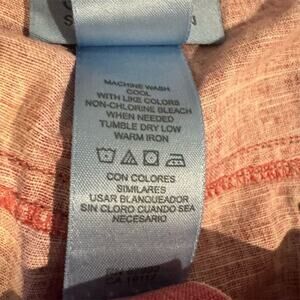 MACHINE WASH
COOL
WITH LIKE COLORS
NON-CHLORINE BLEACH
WHEN NEEDED
TUMBLE DRY LOW
WARM IRON
CON COLORES
SIMILARES
USAR BLANQUEADOR
SIN CLORO CUANDO SEA
NECESARIO